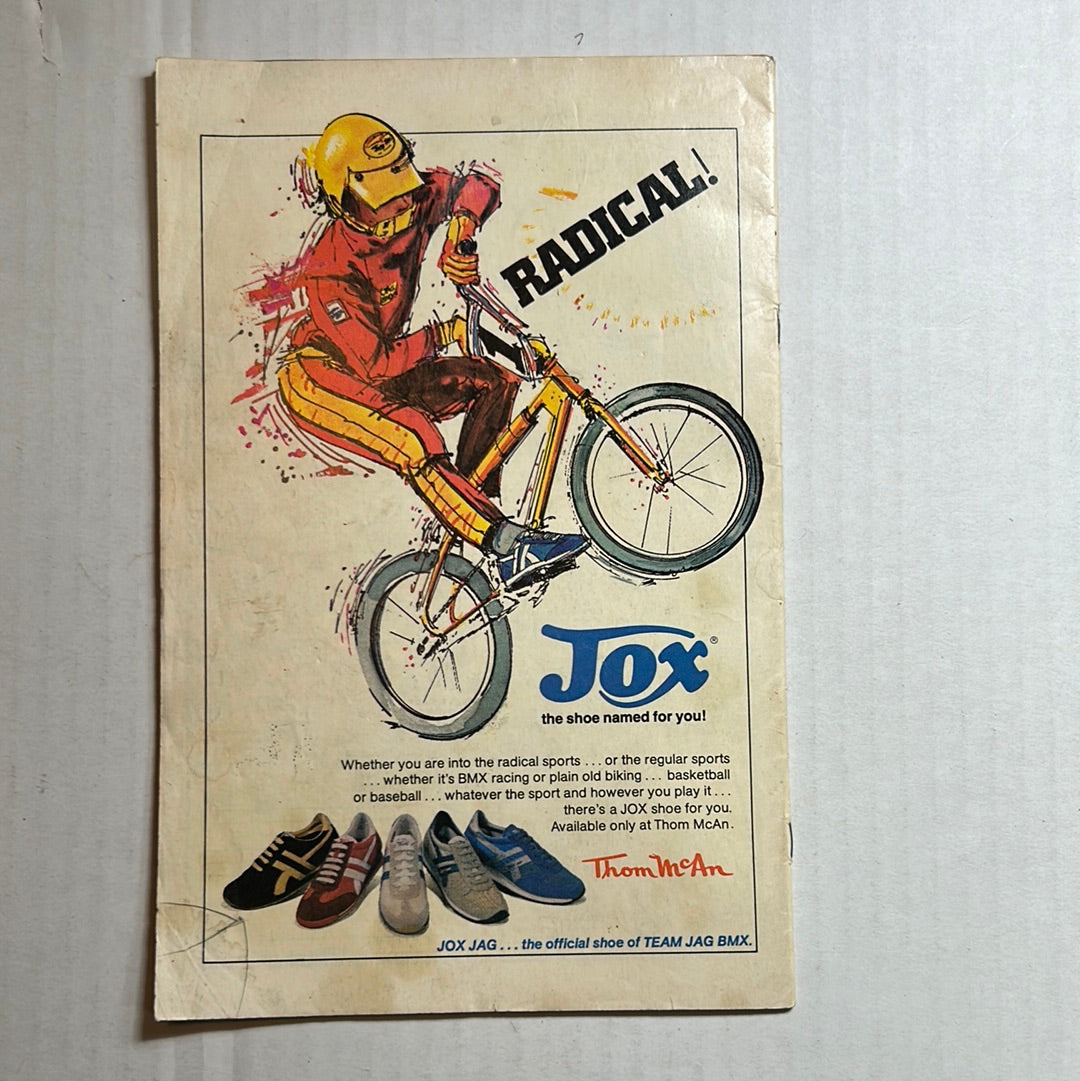 RADICAL!
1
JOX®
the shoe named for you!
Whether you are into the radical sports ... or the regular sports
... whether it's BMX racing or plain old biking ... basketball
or baseball ... whatever the sport and however you play it ...
there's a JOX shoe for you.
Available only at Thom McAn.
Thom McAn
JOX JAG ... the official shoe of TEAM JAG BMX.